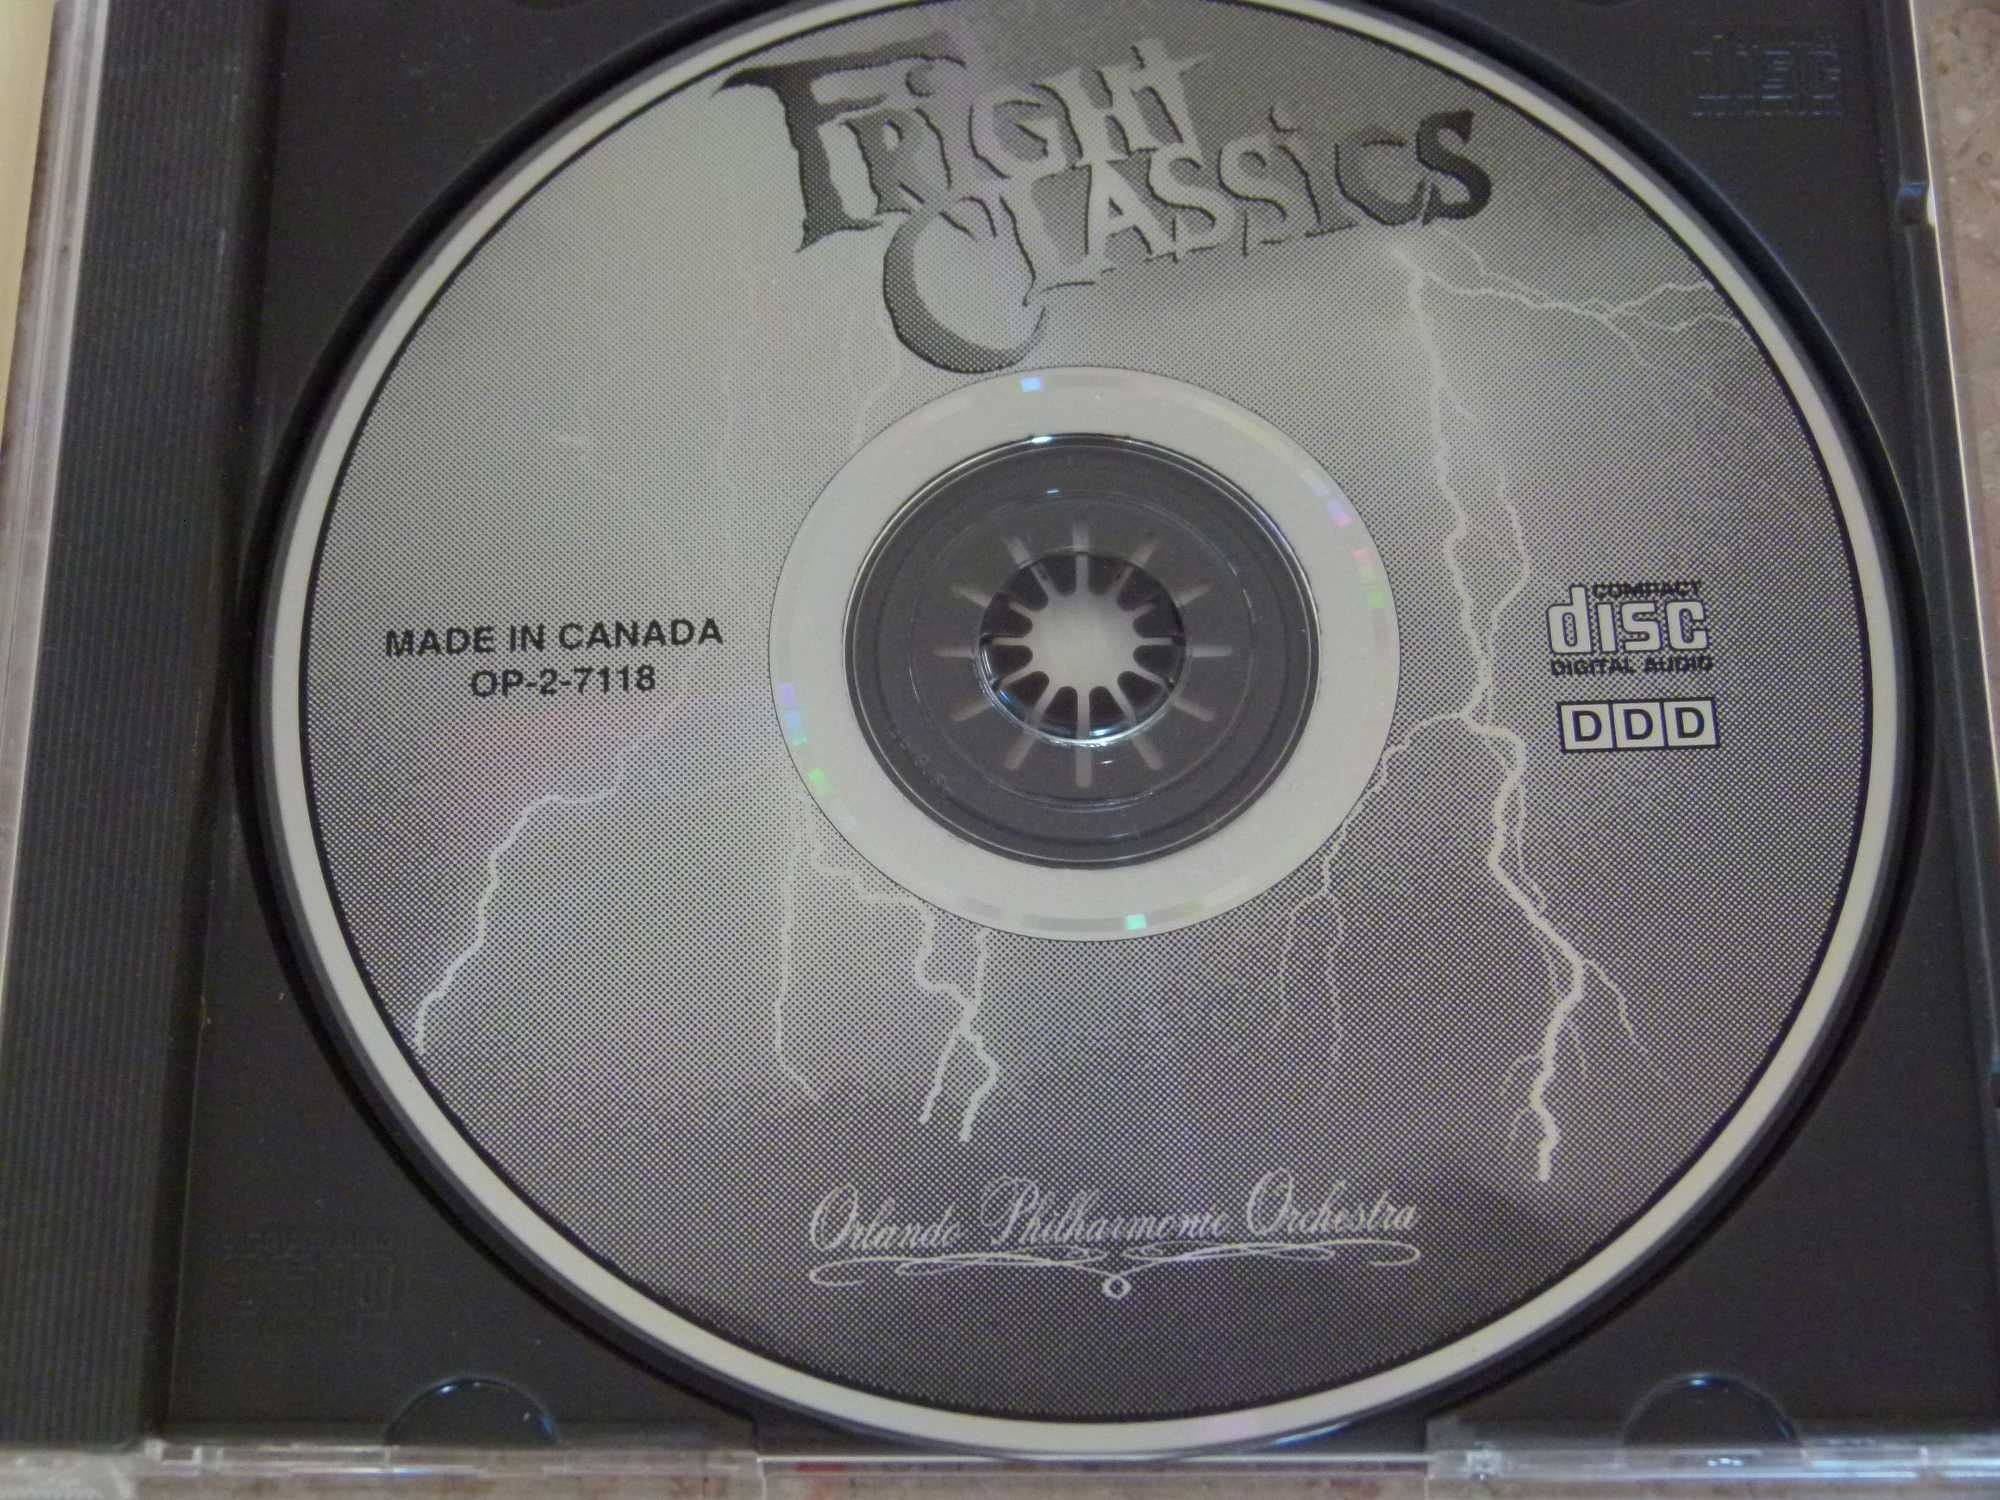 FRIGHT
CLASSICS
MADE IN CANADA
OP-2-7118
COMPACT
disc
DIGITAL AUDIO
DDD
Orlando Philharmonic Orchestra